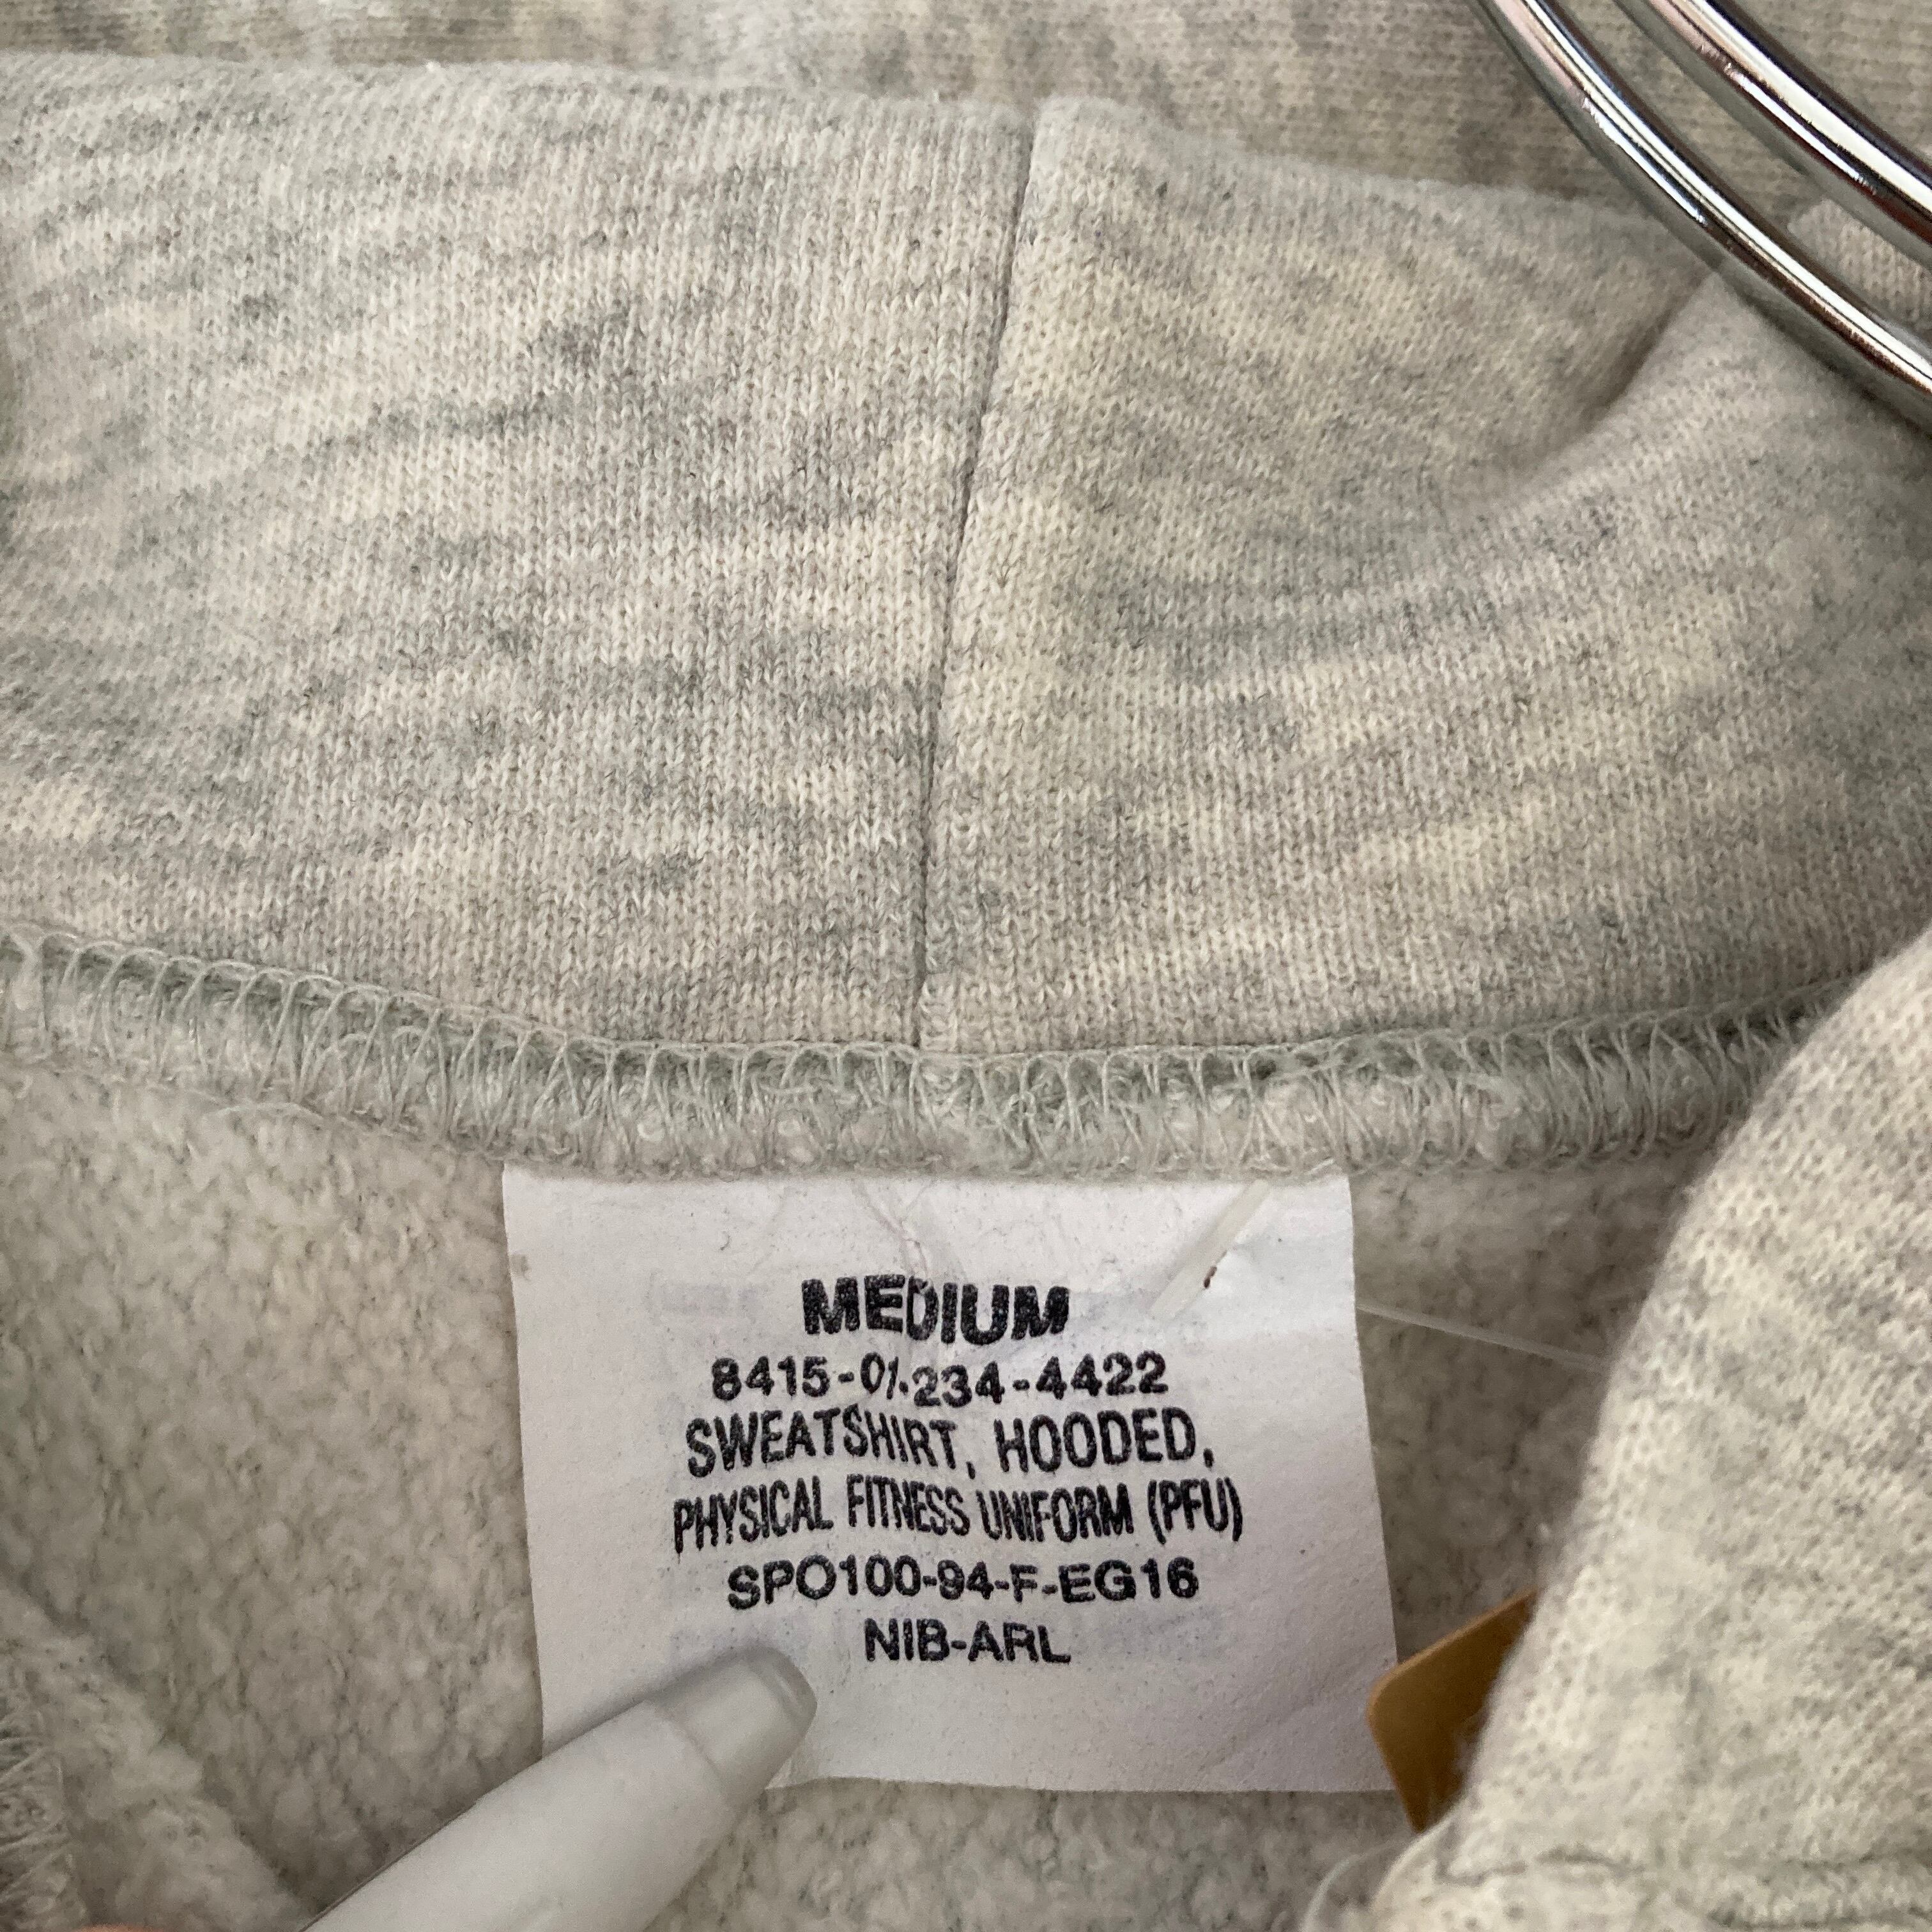 MEDIUM
8415-01-234-4422
SWEATSHIRT, HOODED,
PHYSICAL FITNESS UNIFORM (PFU)
SPO100-94-F-EG16
NIB-ARL